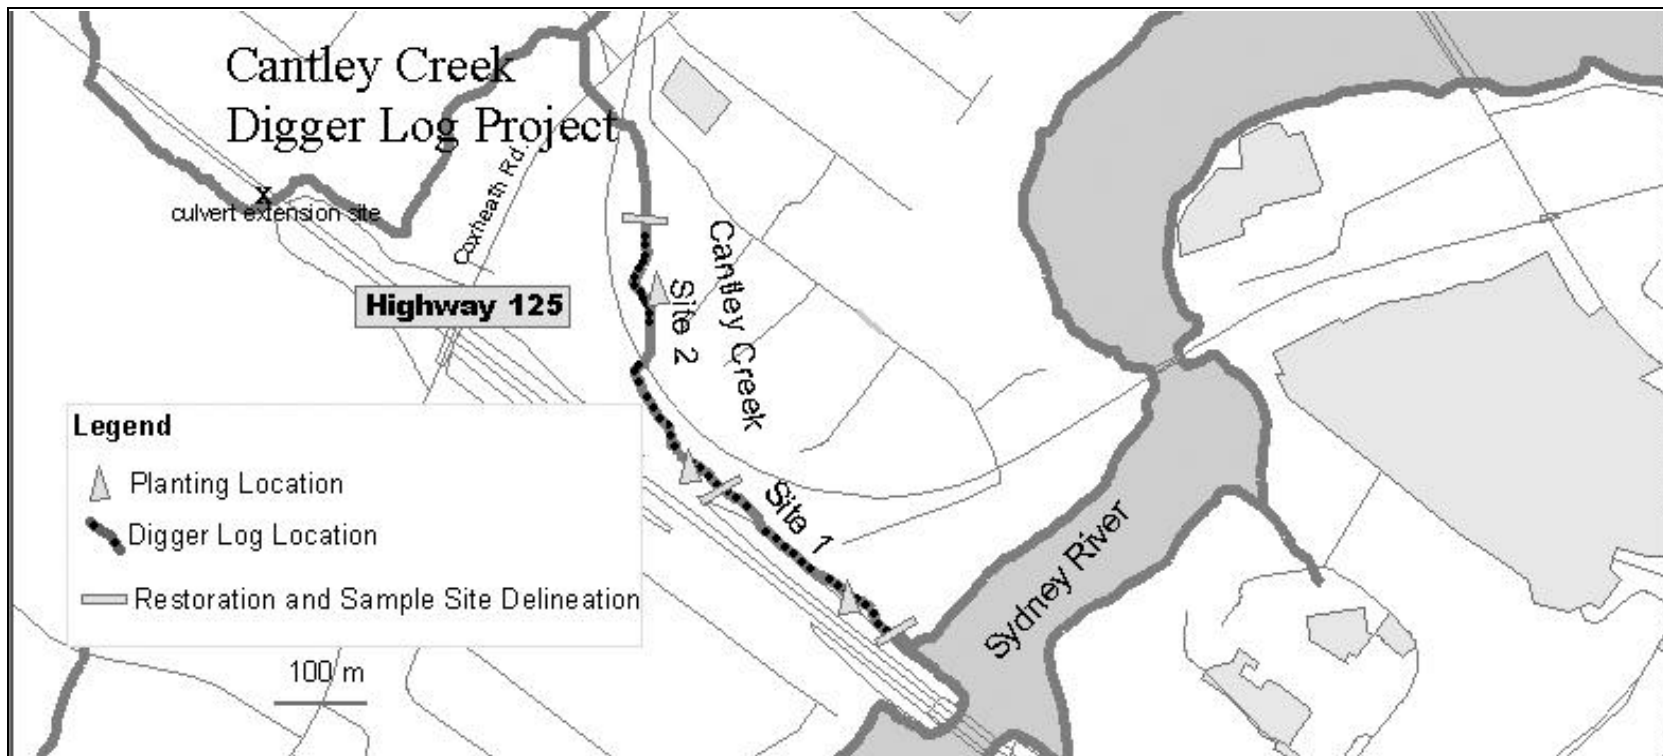 Cantley Creek
Digger Log Project
Coxheath Rd.
X
culvert extension site
Highway 125
Cantley Creek
Site 2
Site 1
Sydney River
Legend
Planting Location
Digger Log Location
Restoration and Sample Site Delineation
100 m